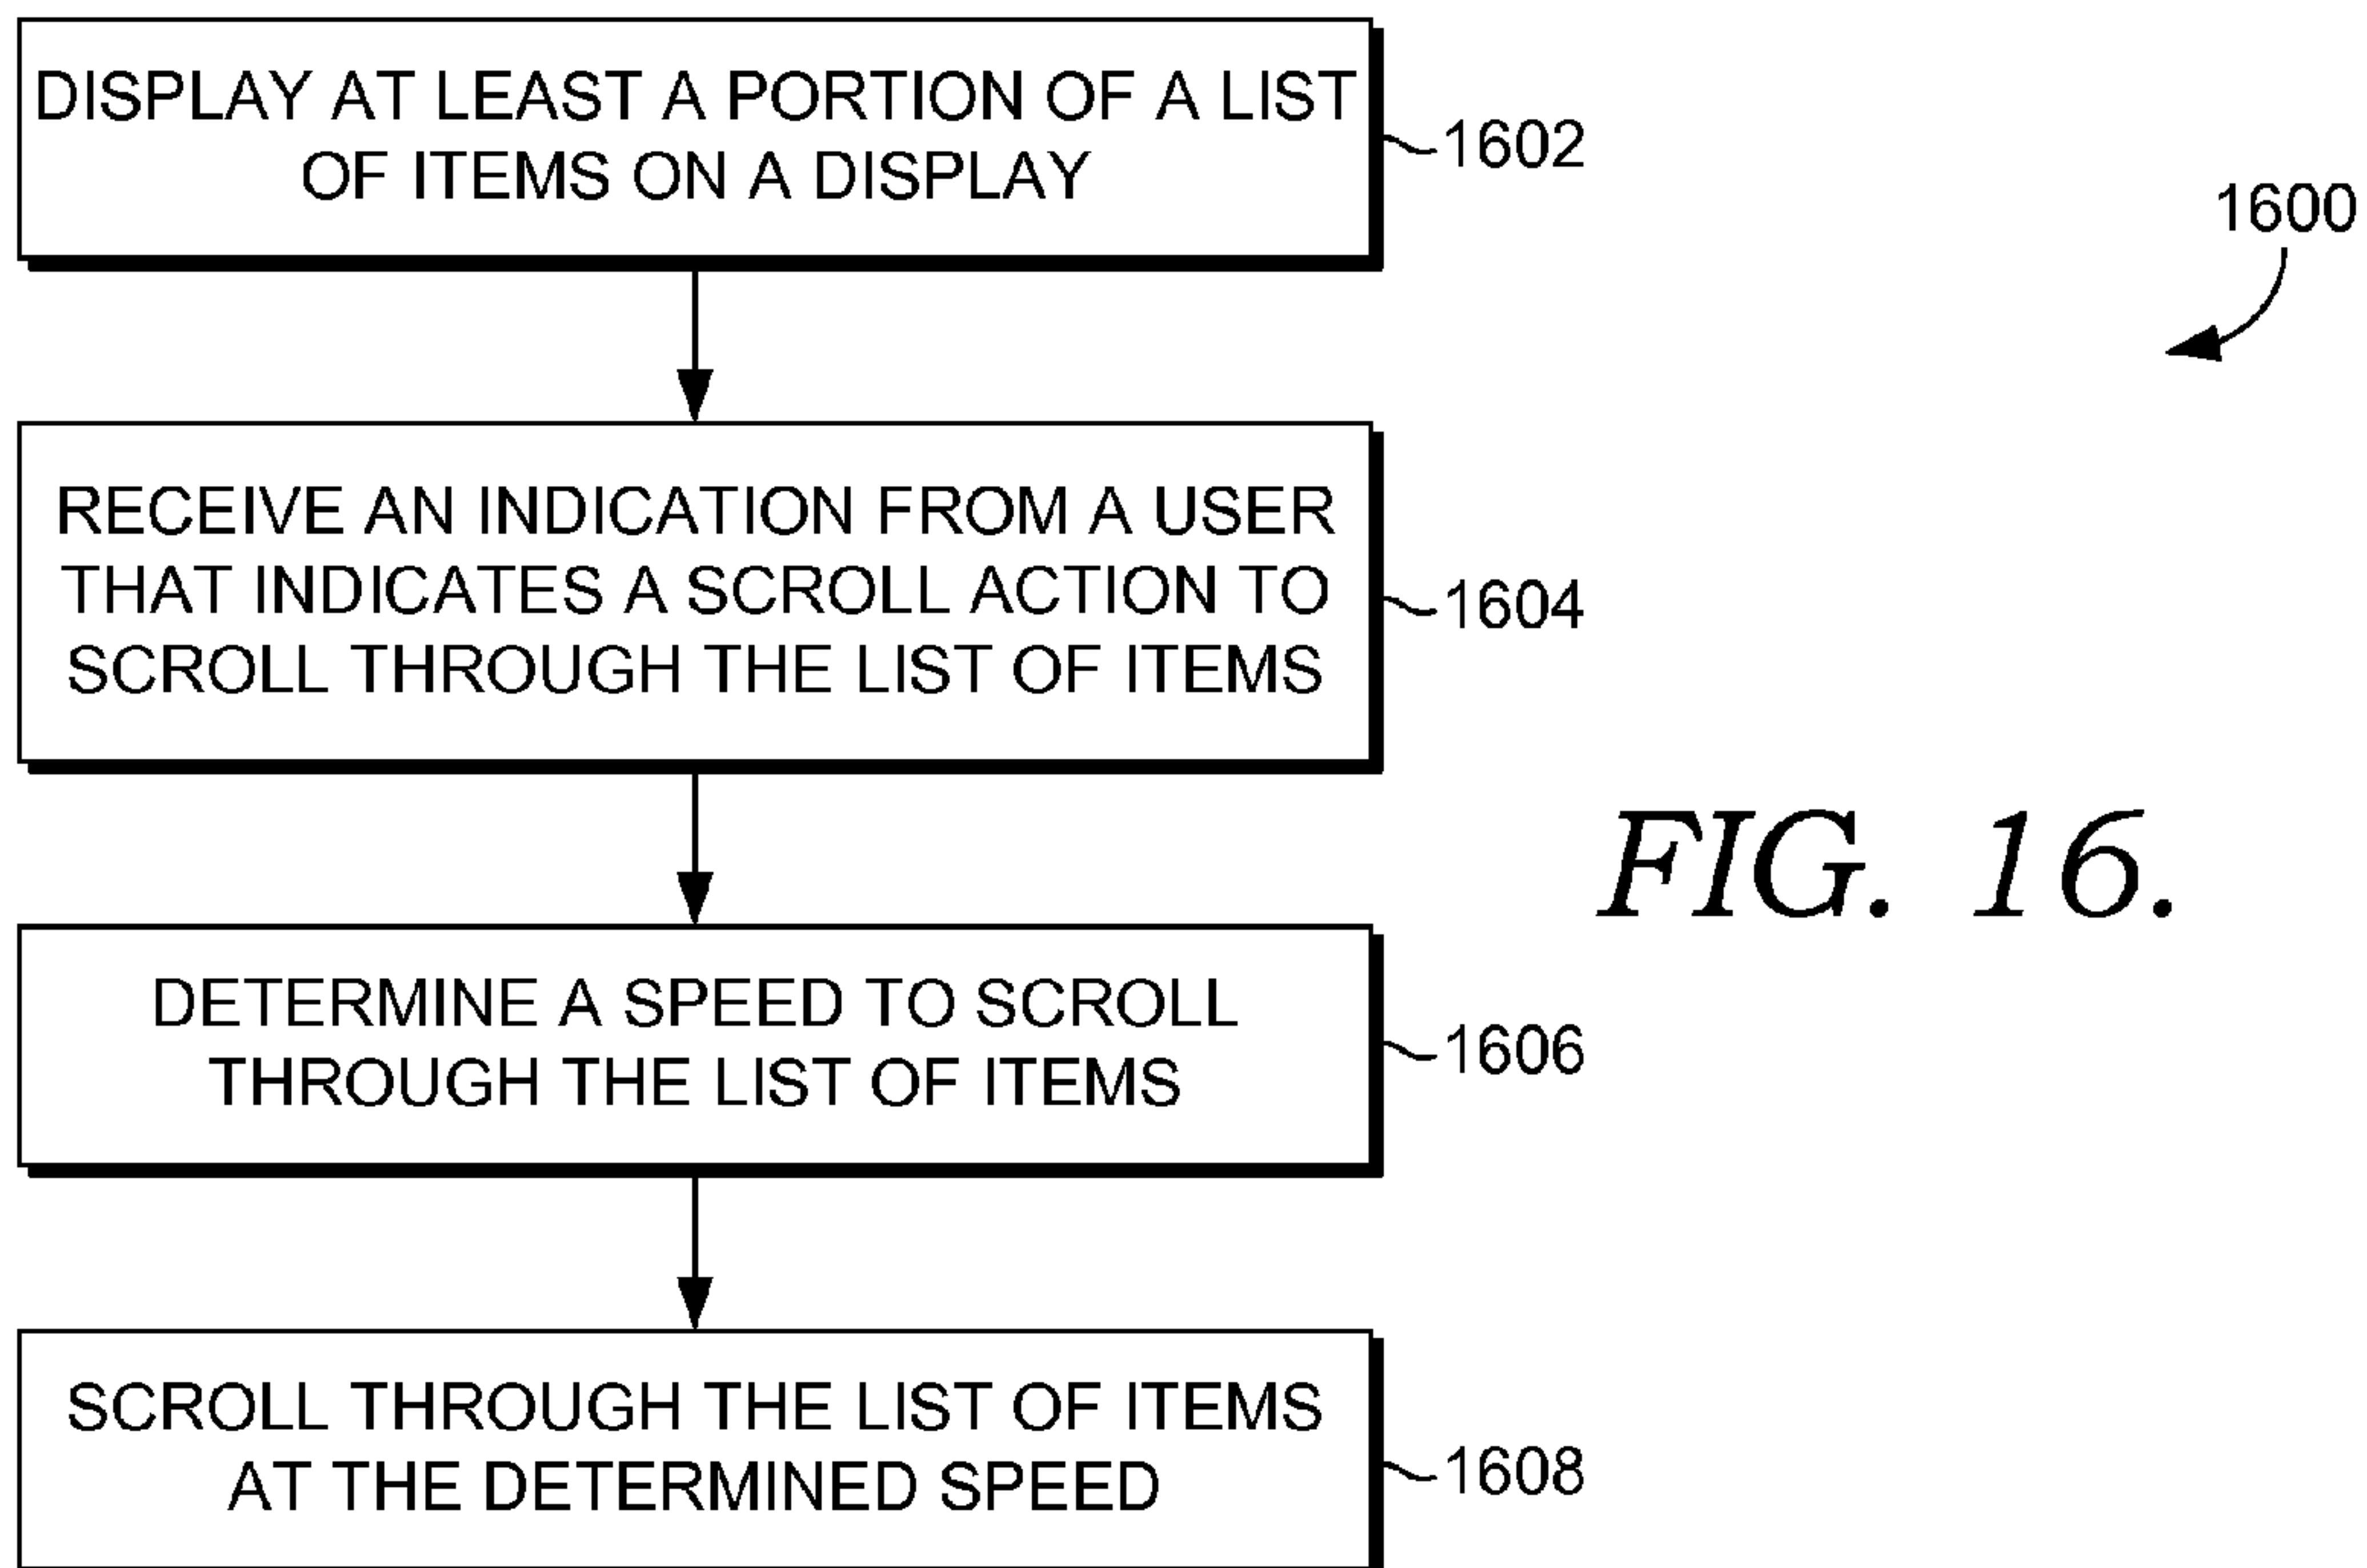 DISPLAY AT LEAST A PORTION OF A LIST
OF ITEMS ON A DISPLAY
1602
1600
RECEIVE AN INDICATION FROM A USER
THAT INDICATES A SCROLL ACTION TO
SCROLL THROUGH THE LIST OF ITEMS
1604
FIG. 16.
DETERMINE A SPEED TO SCROLL
THROUGH THE LIST OF ITEMS
1606
SCROLL THROUGH THE LIST OF ITEMS
AT THE DETERMINED SPEED
1608